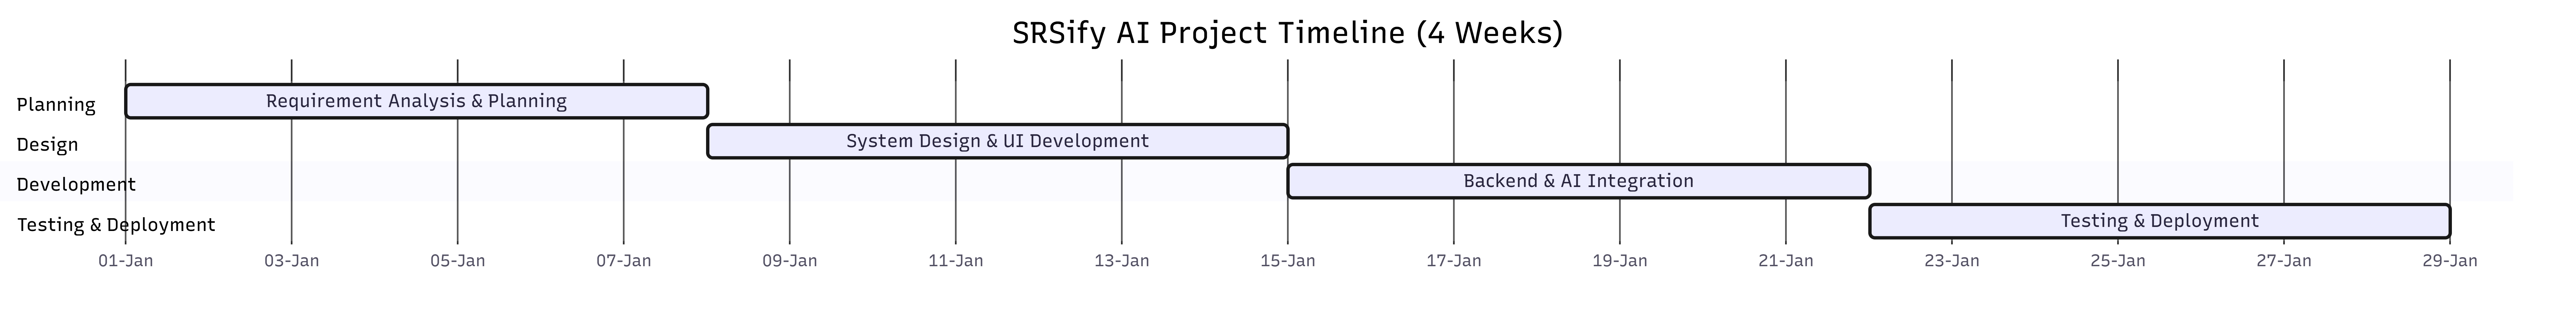 SRSify AI Project Timeline (4 Weeks)
Planning
Requirement Analysis & Planning
Design
System Design & UI Development
Development
Backend & AI Integration
Testing & Deployment
Testing & Deployment
01-Jan 03-Jan 05-Jan 07-Jan 09-Jan 11-Jan 13-Jan 15-Jan 17-Jan 19-Jan 21-Jan 23-Jan 25-Jan 27-Jan 29-Jan